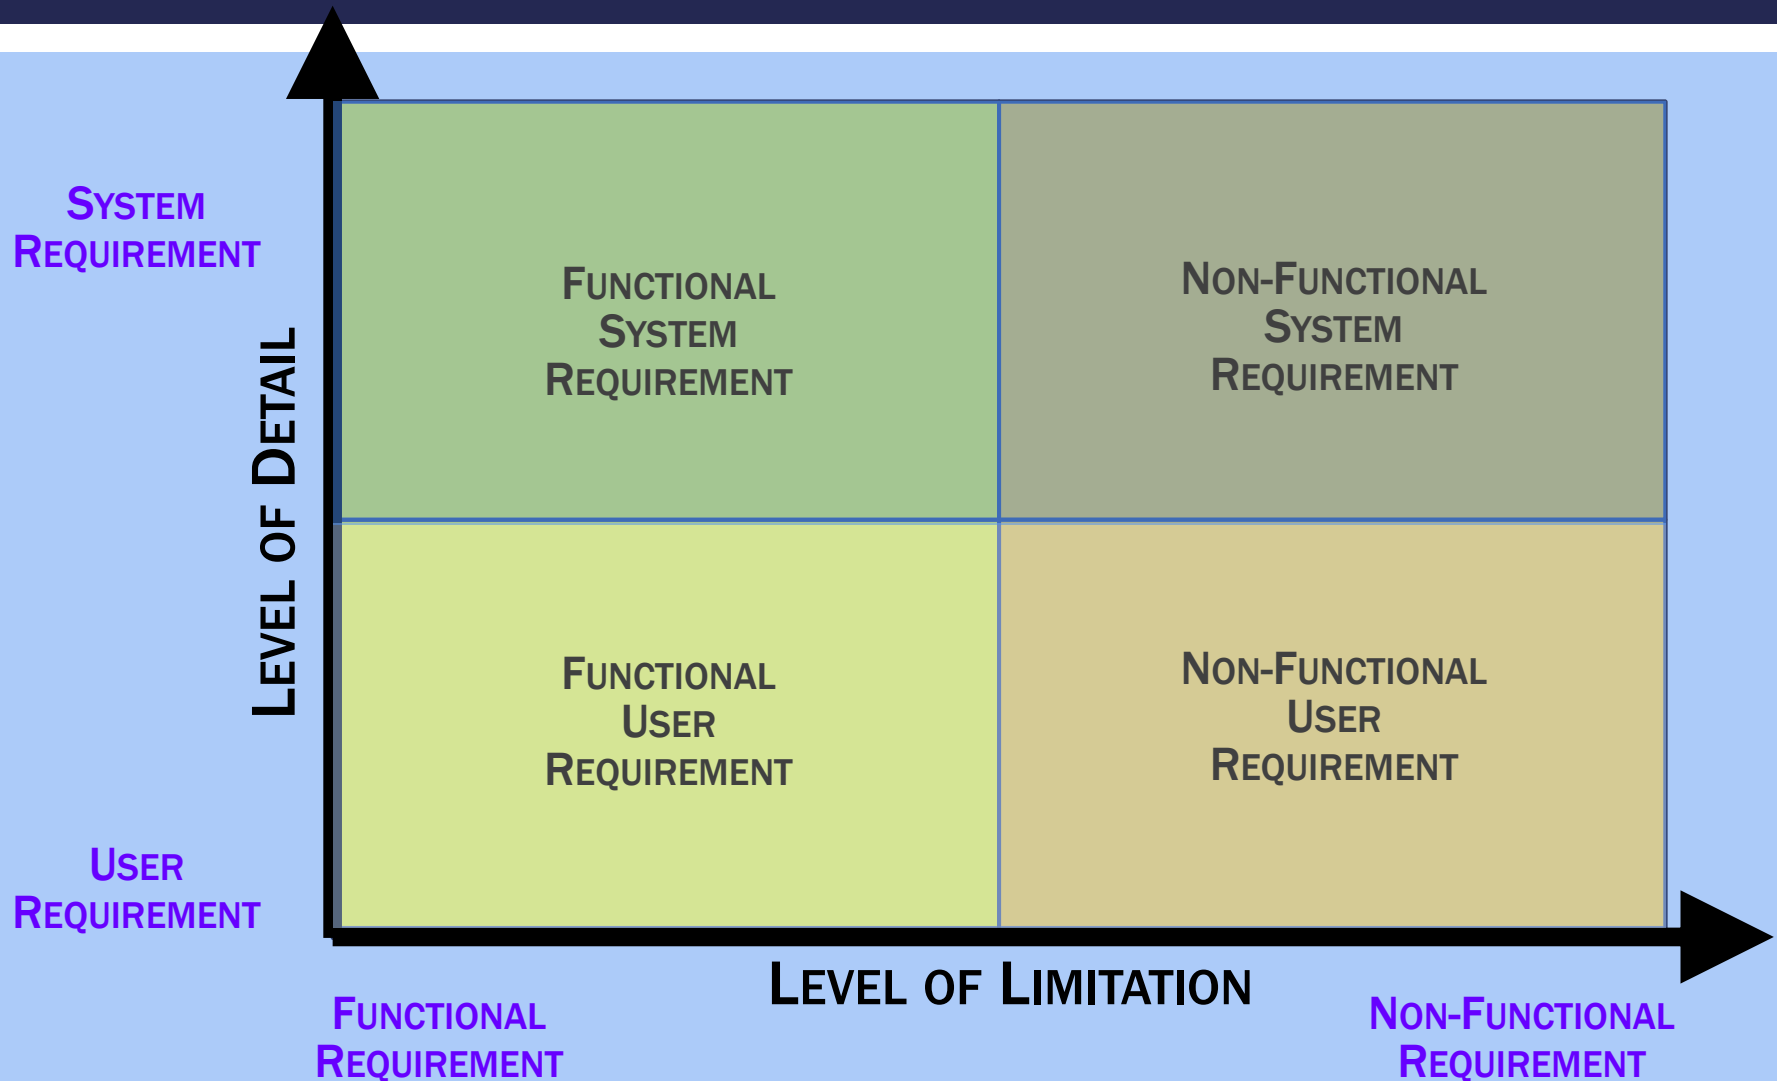 SYSTEM
REQUIREMENT
FUNCTIONAL
SYSTEM
REQUIREMENT
NON-FUNCTIONAL
SYSTEM
REQUIREMENT
LEVEL OF DETAIL
FUNCTIONAL
USER
REQUIREMENT
NON-FUNCTIONAL
USER
REQUIREMENT
USER
REQUIREMENT
LEVEL OF LIMITATION
FUNCTIONAL
REQUIREMENT
NON-FUNCTIONAL
REQUIREMENT